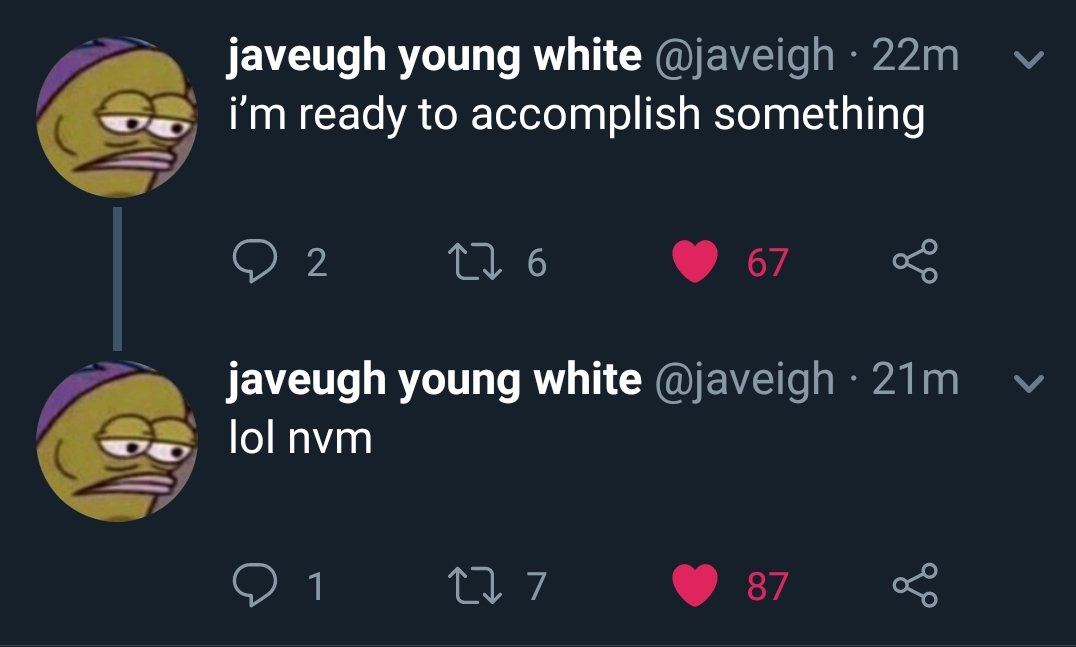 javeugh young white @javeigh · 22m
i’m ready to accomplish something
2 6 67
javeugh young white @javeigh · 21m
lol nvm
1 7 87